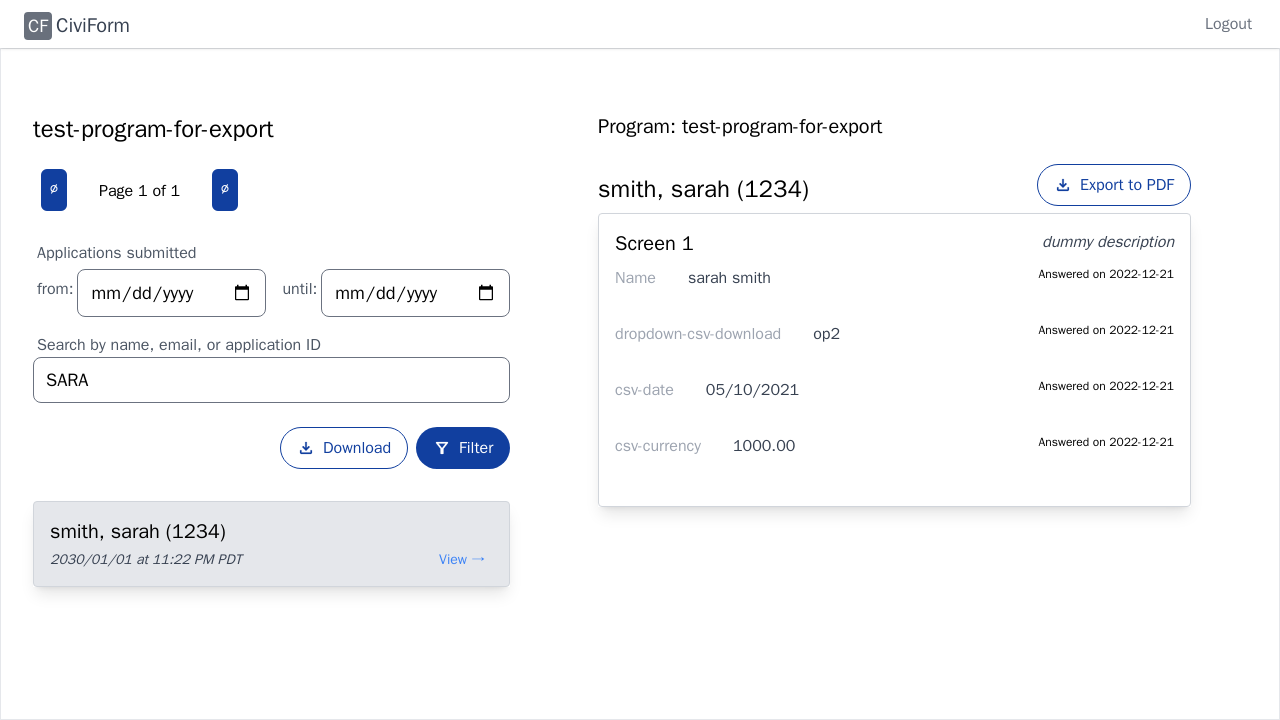 CF CiviForm
Logout
test-program-for-export
∅ Page 1 of 1 ∅
Applications submitted
from: mm/dd/yyyy until: mm/dd/yyyy
Search by name, email, or application ID
SARA
Download Filter
smith, sarah (1234)
2030/01/01 at 11:22 PM PDT View →
Program: test-program-for-export
smith, sarah (1234) Export to PDF
Screen 1 dummy description
Name sarah smith Answered on 2022-12-21
dropdown-csv-download op2 Answered on 2022-12-21
csv-date 05/10/2021 Answered on 2022-12-21
csv-currency 1000.00 Answered on 2022-12-21